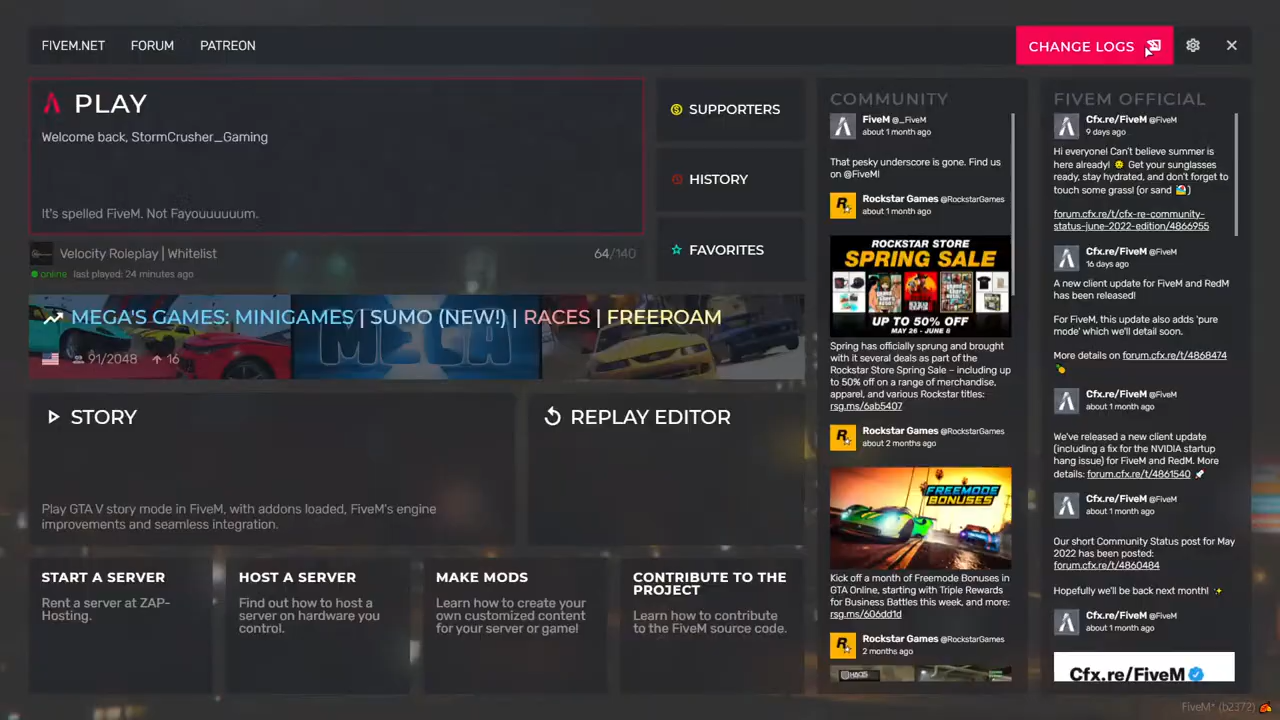 FIVEM.NET FORUM PATREON
CHANGE LOGS
PLAY
Welcome back, StormCrusher_Gaming
It's spelled FiveM. Not Fayouuuuuum.
Velocity Roleplay | Whitelist 64/140
online last played: 24 minutes ago
SUPPORTERS
HISTORY
FAVORITES
MEGA'S GAMES: MINIGAMES | SUMO (NEW!) | RACES | FREEROAM
MEGA
91/2048 16
STORY
Play GTA V story mode in FiveM, with addons loaded, FiveM's engine
improvements and seamless integration.
REPLAY EDITOR
START A SERVER
Rent a server at ZAP-
Hosting.
HOST A SERVER
Find out how to host a
server on hardware you
control.
MAKE MODS
Learn how to create your
own customized content
for your server or game!
CONTRIBUTE TO THE
PROJECT
Learn how to contribute
to the FiveM source code.
COMMUNITY
FiveM @_FiveM
about 1 month ago
That pesky underscore is gone. Find us
on @FiveM!
Rockstar Games @RockstarGames
about 1 month ago
ROCKSTAR STORE
SPRING SALE
UP TO 50% OFF
MAY 26 - JUNE 8
Spring has officially sprung and brought
with it several deals as part of the
Rockstar Store Spring Sale – including up
to 50% off on a range of merchandise,
apparel, and various Rockstar titles:
rsg.ms/6ab5407
Rockstar Games @RockstarGames
about 2 months ago
FREEMODE
BONUSES
Kick off a month of Freemode Bonuses in
GTA Online, starting with Triple Rewards
for Business Battles this week, and more:
rsg.ms/606dd1d
Rockstar Games @RockstarGames
2 months ago
FIVEM OFFICIAL
Cfx.re/FiveM @FiveM
9 days ago
Hi everyone! Can't believe summer is
here already! Get your sunglasses
ready, stay hydrated, and don't forget to
touch some grass! (or sand )
forum.cfx.re/t/cfx-re-community-
status-june-2022-edition/4866955
Cfx.re/FiveM @FiveM
16 days ago
A new client update for FiveM and RedM
has been released!
For FiveM, this update also adds 'pure
mode' which we'll detail soon.
More details on forum.cfx.re/t/4868474
Cfx.re/FiveM @FiveM
about 1 month ago
We've released a new client update
(including a fix for the NVIDIA startup
hang issue) for FiveM and RedM. More
details: forum.cfx.re/t/4861540
Cfx.re/FiveM @FiveM
about 1 month ago
Our short Community Status post for May
2022 has been posted:
forum.cfx.re/t/4860484
Hopefully we'll be back next month!
Cfx.re/FiveM @FiveM
about 1 month ago
Cfx.re/FiveM
FiveM* (b2372)